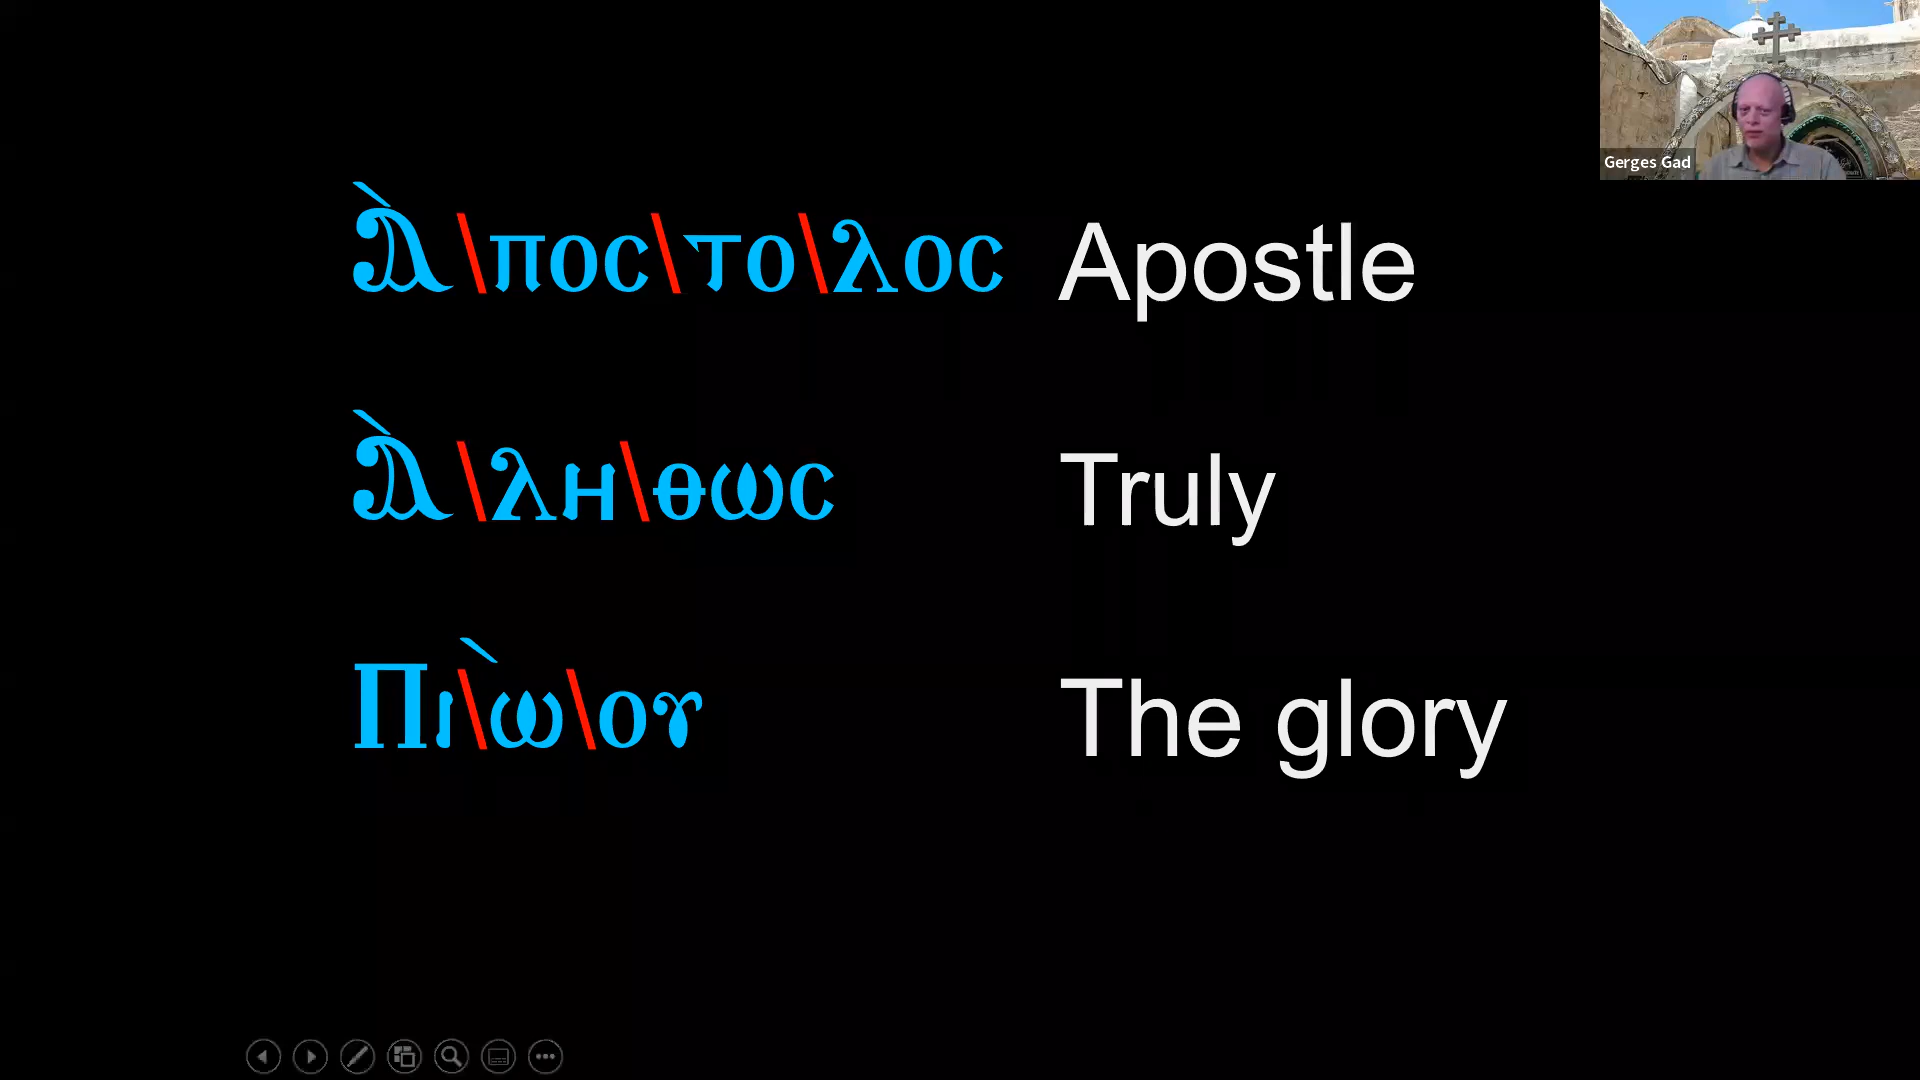 Gerges Gad
Ⲁ̀\ⲡⲟⲥ\ⲧⲟ\ⲗⲟⲥ Apostle
Ⲁ̀\ⲗⲏ\ⲑⲱⲥ Truly
Ⲡⲓ\ⲱ̀\ⲟⲩ The glory